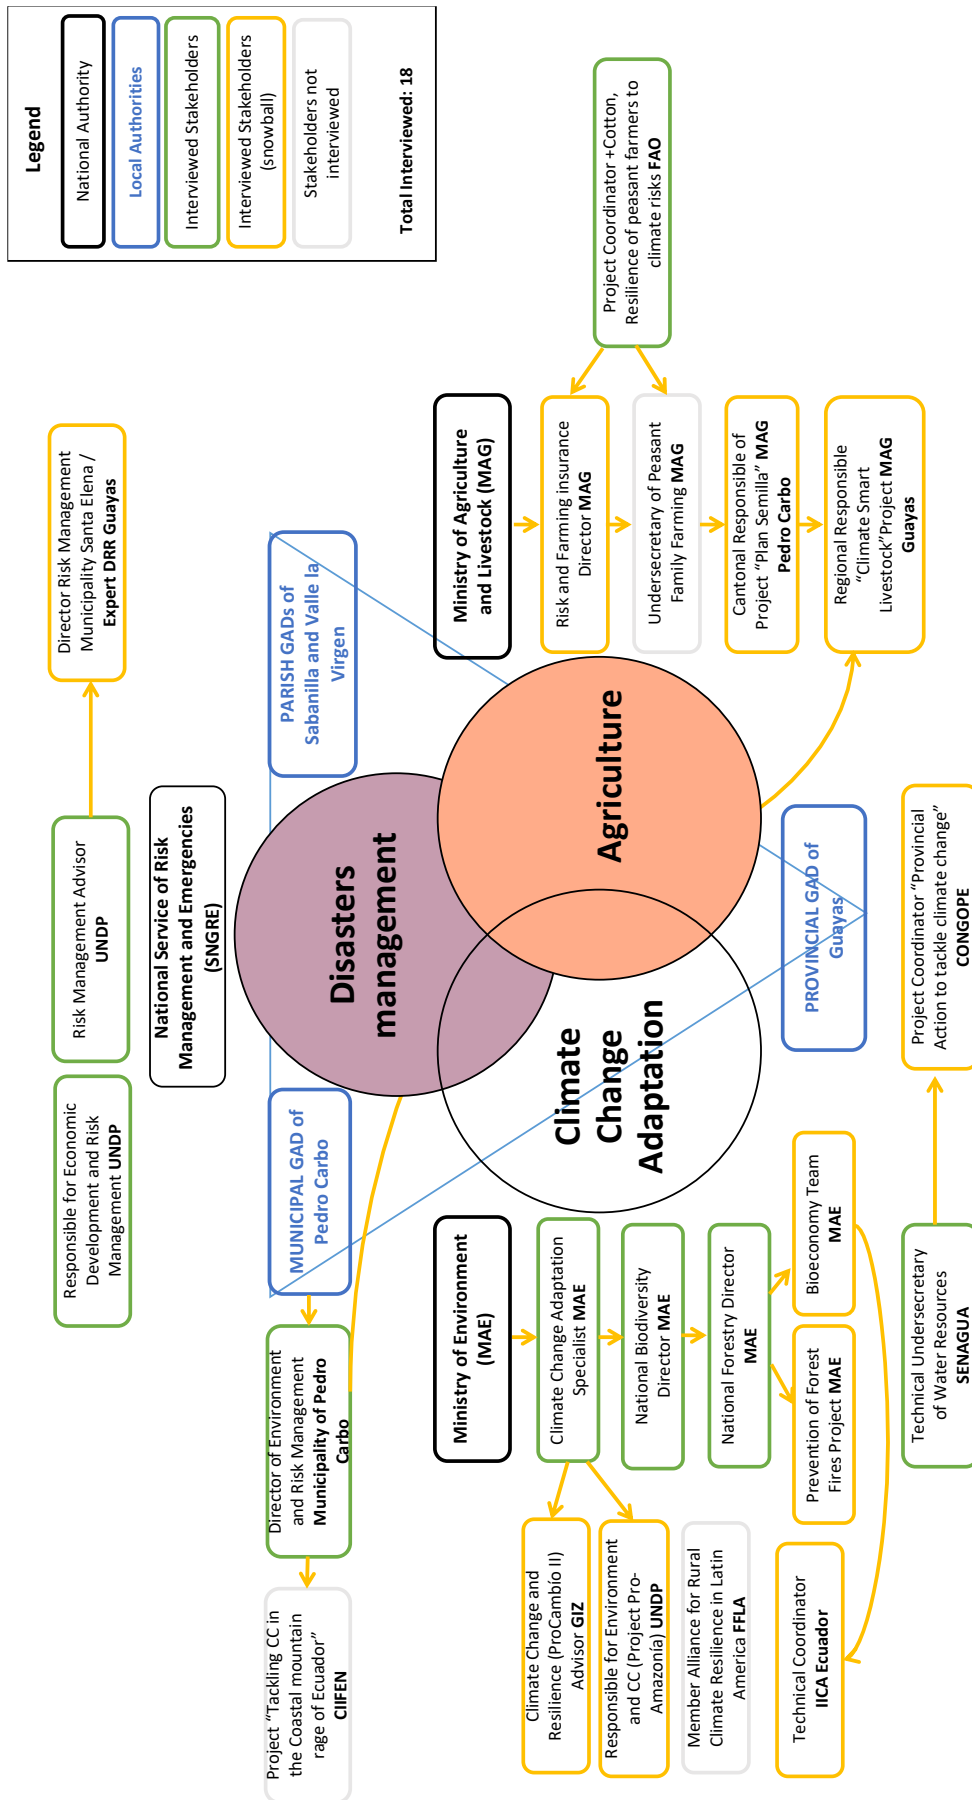 Legend
National Authority
Local Authorities
Interviewed Stakeholders
Interviewed Stakeholders
(snowball)
Stakeholders not
interviewed
Total Interviewed: 18
Responsible for Economic
Development and Risk
Management UNDP
Risk Management Advisor
UNDP
Director Risk Management
Municipality Santa Elena /
Expert DRR Guayas
National Service of Risk
Management and Emergencies
(SNGRE)
Project “Tackling CC in
the Coastal mountain
rage of Ecuador”
CIIFEN
Director of Environment
and Risk Management
Municipality of Pedro
Carbo
MUNICIPAL GAD of
Pedro Carbo
PARISH GADs of
Sabanilla and Valle la
Virgen
Disasters
management
Climate
Change
Adaptation
Agriculture
Ministry of Environment
(MAE)
Climate Change Adaptation
Specialist MAE
National Biodiversity
Director MAE
National Forestry Director
MAE
Prevention of Forest
Fires Project MAE
Bioeconomy Team
MAE
Climate Change and
Resilience (ProCambío II)
Advisor GIZ
Responsible for Environment
and CC (Project Pro-
Amazonía) UNDP
Member Alliance for Rural
Climate Resilience in Latin
America FFLA
Technical Coordinator
IICA Ecuador
Ministry of Agriculture
and Livestock (MAG)
Risk and Farming insurance
Director MAG
Undersecretary of Peasant
Family Farming MAG
Cantonal Responsible of
Project “Plan Semilla” MAG
Pedro Carbo
Regional Responsible
“Climate Smart
Livestock”Project MAG
Guayas
Project Coordinator +Cotton,
Resilience of peasant farmers to
climate risks FAO
PROVINCIAL GAD of
Guayas
Technical Undersecretary
of Water Resources
SENAGUA
Project Coordinator “Provincial
Action to tackle climate change”
CONGOPE